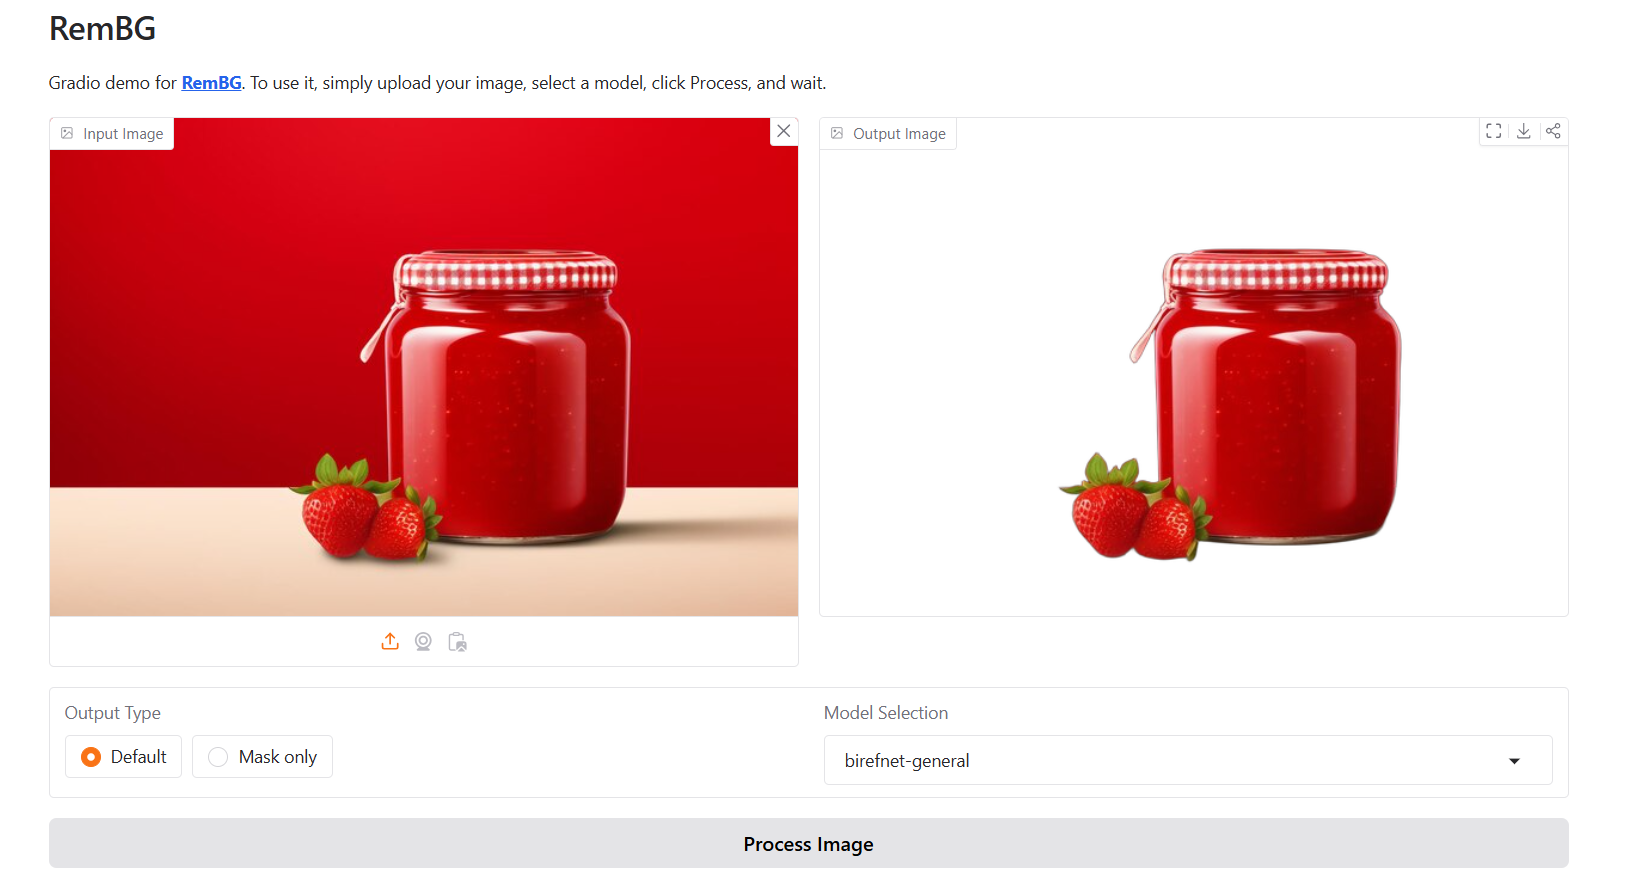 RemBG
Gradio demo for RemBG. To use it, simply upload your image, select a model, click Process, and wait.
Input Image
Output Image
Output Type
Default
Mask only
Model Selection
birefnet-general
Process Image